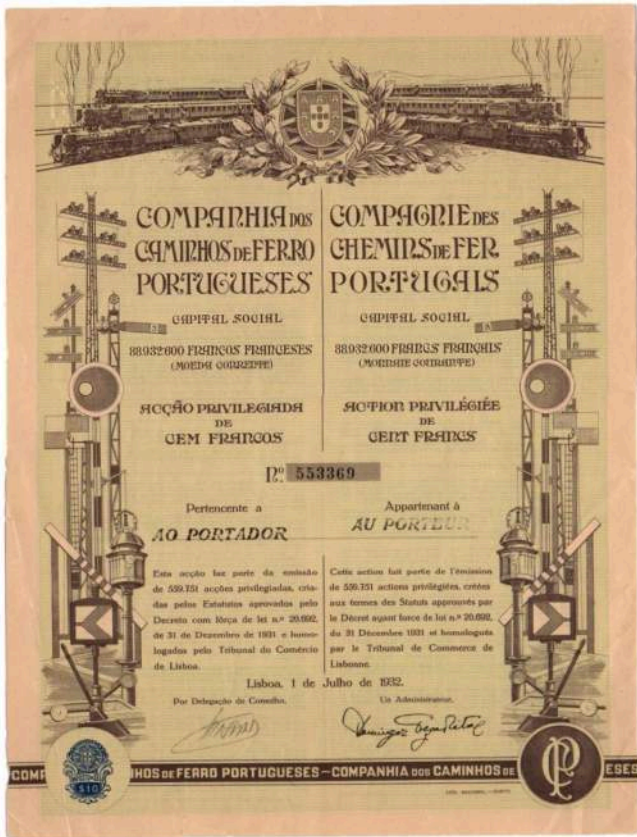 COMPANHIA DOS
CAMINHOS DE FERRO
PORTUGUESES
CAPITAL SOCIAL
88.932.600 FRANCOS FRANCESES
(MOEDA CORRENTE)
ACÇÃO PRIVILEGIADA
DE
CEM FRANCOS
COMPAGNIE DES
CHEMINS DE FER
PORTUGAIS
CAPITAL SOCIAL
88.932.600 FRANCS FRANÇAIS
(MONNAIE COURANTE)
ACTION PRIVILÉGIÉE
DE
CENT FRANCS
Nº 553369
Pertencente a
AO PORTADOR
Appartenant à
AU PORTEUR
Esta acção faz parte da emissão
de 559.751 acções privilegiadas, cria-
das pelos Estatutos aprovados pelo
Decreto com fôrça de lei n.º 20.692,
de 31 de Dezembro de 1931 e homo-
logadas pelo Tribunal do Comércio
de Lisboa.
Cette action fait partie de l'émission
de 559.751 actions privilégiées, créées
aux termes des Statuts approuvés par
le Décret ayant force de loi n.º 20.692,
du 31 Décembre 1931 et homologués
par le Tribunal de Commerce de
Lisbonne.
Lisboa, 1 de Julho de 1932.
Por Delegação do Conselho,
Un Administrateur,
COMP
$10
NHOS DE FERRO PORTUGUESES — COMPANHIA DOS CAMINHOS DE
CP
ESES